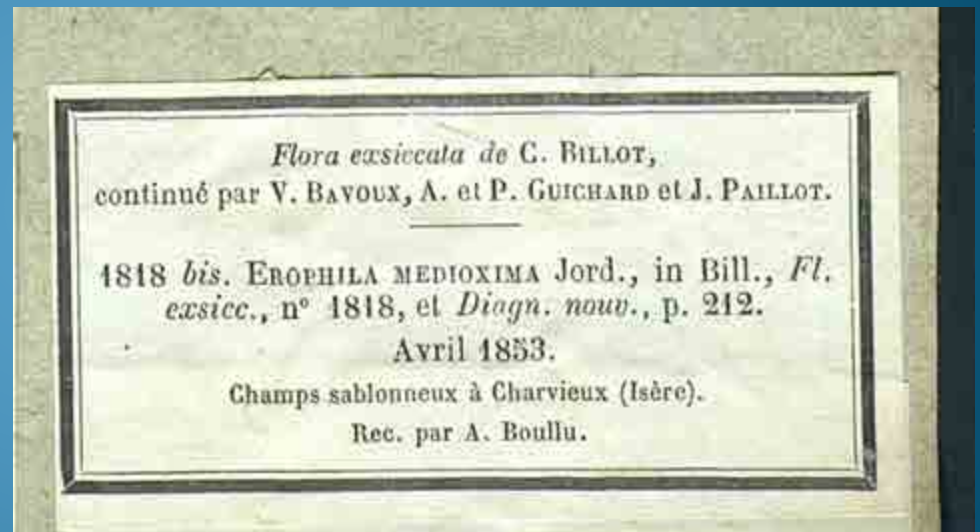 Flora exsiccata de C. BILLOT,
continué par V. BAVOUX, A. et P. GUICHARD et J. PAILLOT.
1818 bis. EROPHILA MEDIOXIMA Jord., in Bill., Fl.
exsicc., n° 1818, et Diagn. nouv., p. 212.
Avril 1853.
Champs sablonneux à Charvieux (Isère).
Rec. par A. Boullu.